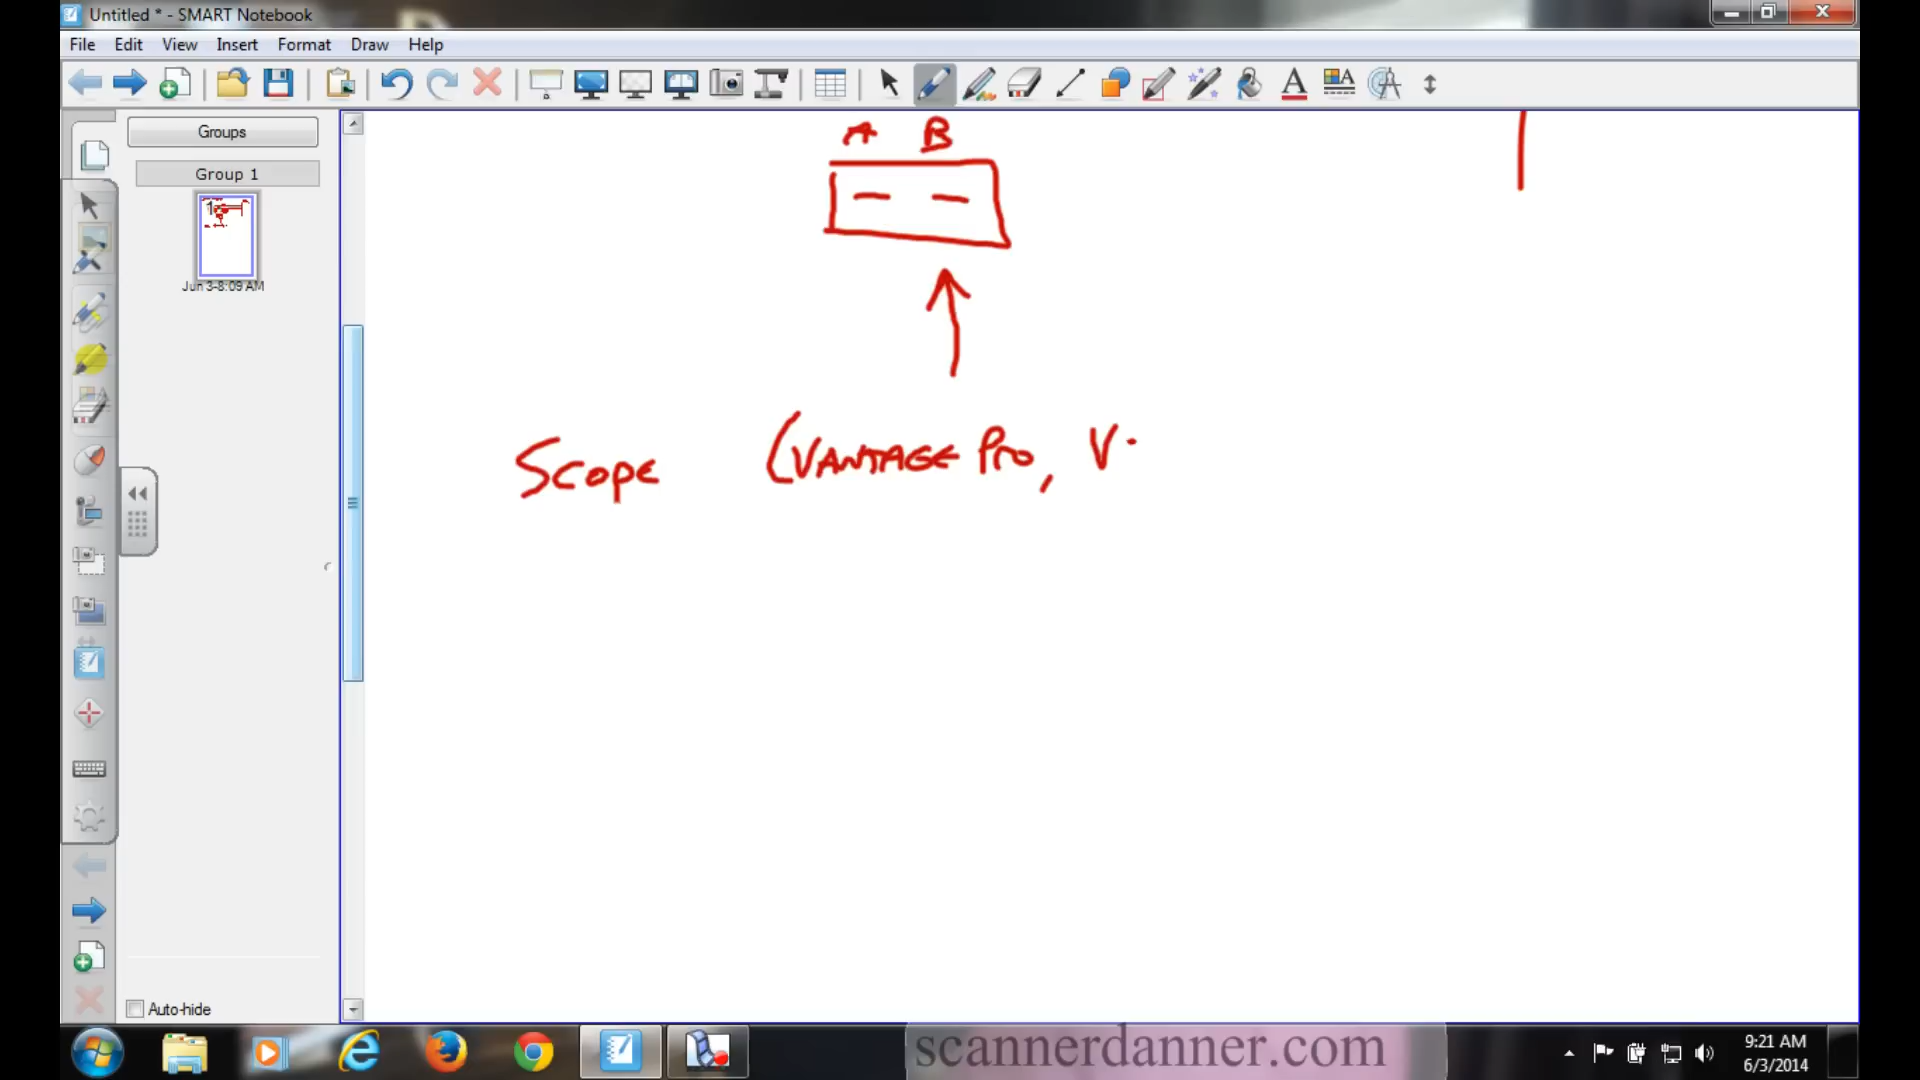 Untitled * - SMART Notebook
File Edit View Insert Format Draw Help
Groups
Group 1
1
Jun 3-8:09 AM
A B
SCOPE (VANTAGE PRO, V
Auto-hide
scannerdanner.com
9:21 AM
6/3/2014